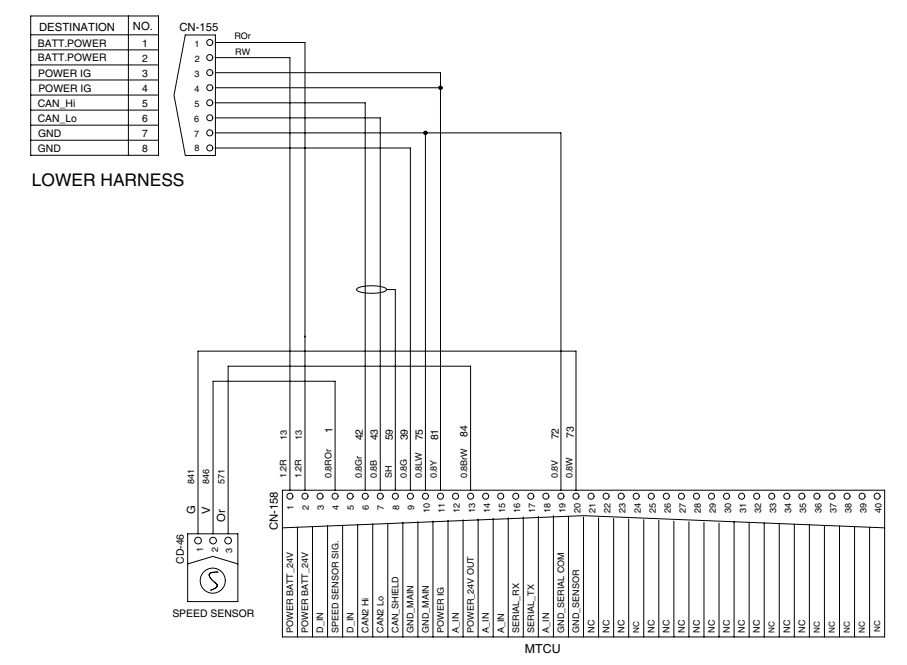 DESTINATION NO.
BATT.POWER 1
BATT.POWER 2
POWER IG 3
POWER IG 4
CAN_Hi 5
CAN_Lo 6
GND 7
GND 8
LOWER HARNESS
CN-155
1
2
3
4
5
6
7
8
ROr
RW
841
846
571
G
V
Or
CD-46
1
2
3
SPEED SENSOR
1.2R 13
1.2R 13
0.8ROr 1
0.8Gr 42
0.8B 43
SH 59
0.8G 39
0.8LW 75
0.8Y 81
0.8BrW 84
0.8V 72
0.8W 73
CN-158
1 POWER BATT_24V
2 POWER BATT_24V
3 D_IN
4 SPEED SENSOR SIG.
5 D_IN
6 CAN2 Hi
7 CAN2 Lo
8 CAN_SHIELD
9 GND_MAIN
10 GND_MAIN
11 POWER IG
12 A_IN
13 POWER_24V OUT
14 A_IN
15 A_IN
16 SERIAL_RX
17 SERIAL_TX
18 A_IN
19 GND_SERIAL COM
20 GND_SENSOR
21 NC
22 NC
23 NC
24 NC
25 NC
26 NC
27 NC
28 NC
29 NC
30 NC
31 NC
32 NC
33 NC
34 NC
35 NC
36 NC
37 NC
38 NC
39 NC
40 NC
MTCU